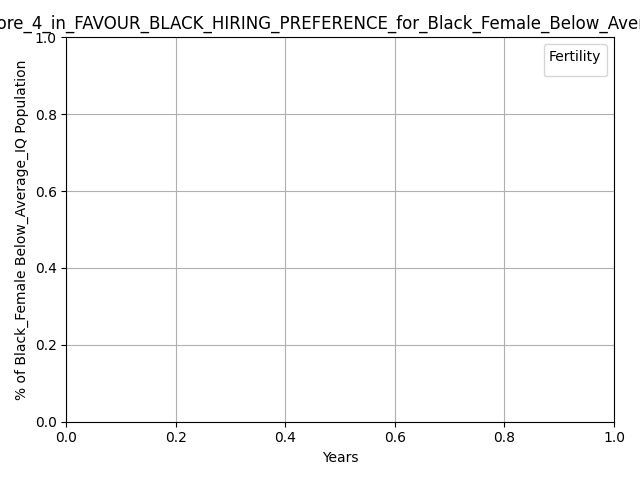 ore_4_in_FAVOUR_BLACK_HIRING_PREFERENCE_for_Black_Female_Below_Aver
Fertility
% of Black_Female Below_Average_IQ Population
1.0
0.8
0.6
0.4
0.2
0.0
0.0 0.2 0.4 0.6 0.8 1.0
Years